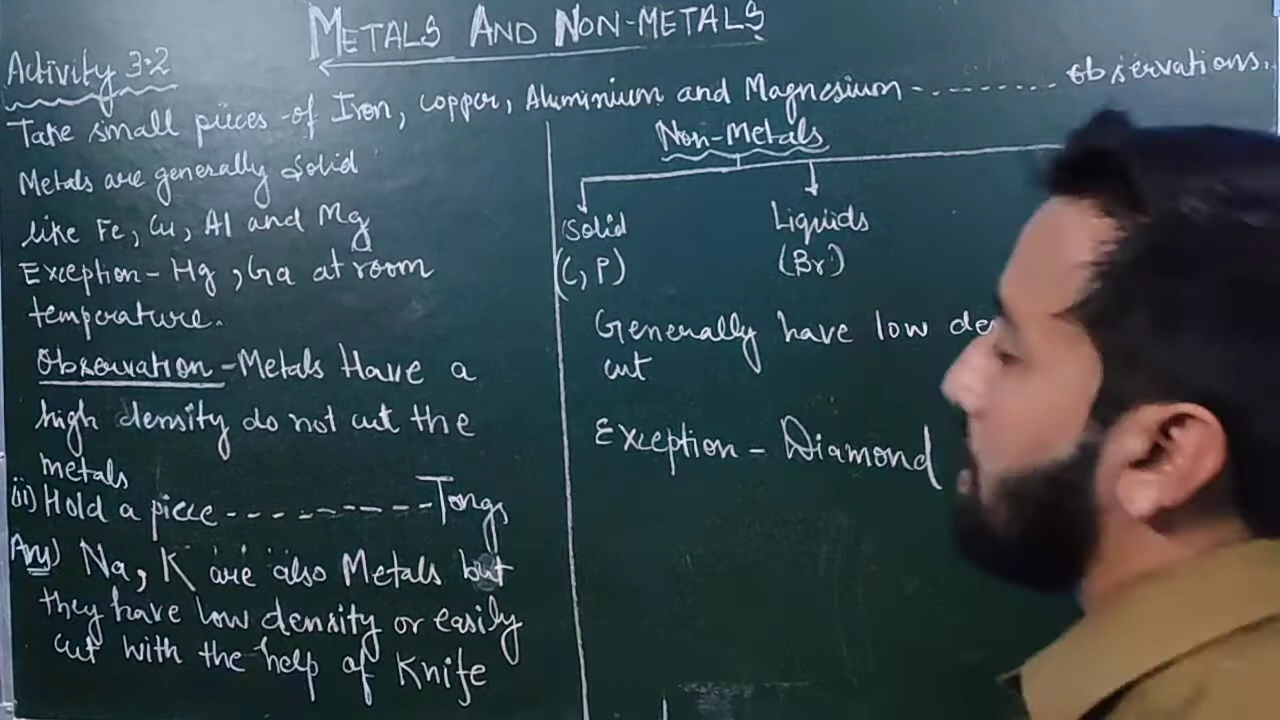 METALS AND NON-METALS
Activity 3.2
Take small pieces of Iron, copper, Aluminium and Magnesium --------- observations.
Metals are generally Solid
like Fe, Cu, Al and Mg
Exception - Hg, Ga at room
temperature.
Observation - Metals Have a
high density do not cut the
metals
ii) Hold a piece ---------- Tongs
Ans) Na, K are also Metals but
they have low density or easily
cut with the help of Knife
Non-Metals
Solid
(C, P)
Liquids
(Br)
Generally have low
cut
Exception - Diamond